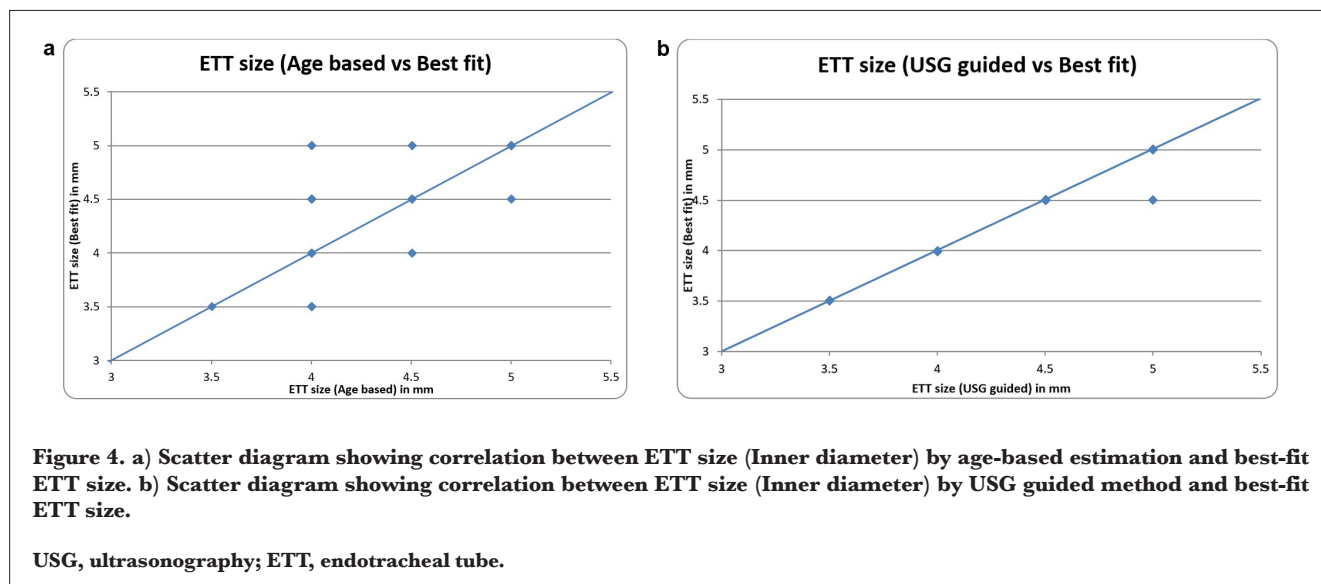 a
ETT size (Age based vs Best fit)
ETT size (Best fit) in mm
5.5
5
4.5
4
3.5
3
3 3.5 4 4.5 5 5.5
ETT size (Age based) in mm
b
ETT size (USG guided vs Best fit)
ETT size (Best fit) in mm
5.5
5
4.5
4
3.5
3
3 3.5 4 4.5 5 5.5
ETT size (USG guided) in mm
Figure 4. a) Scatter diagram showing correlation between ETT size (Inner diameter) by age-based estimation and best-fit
ETT size. b) Scatter diagram showing correlation between ETT size (Inner diameter) by USG guided method and best-fit
ETT size.
USG, ultrasonography; ETT, endotracheal tube.